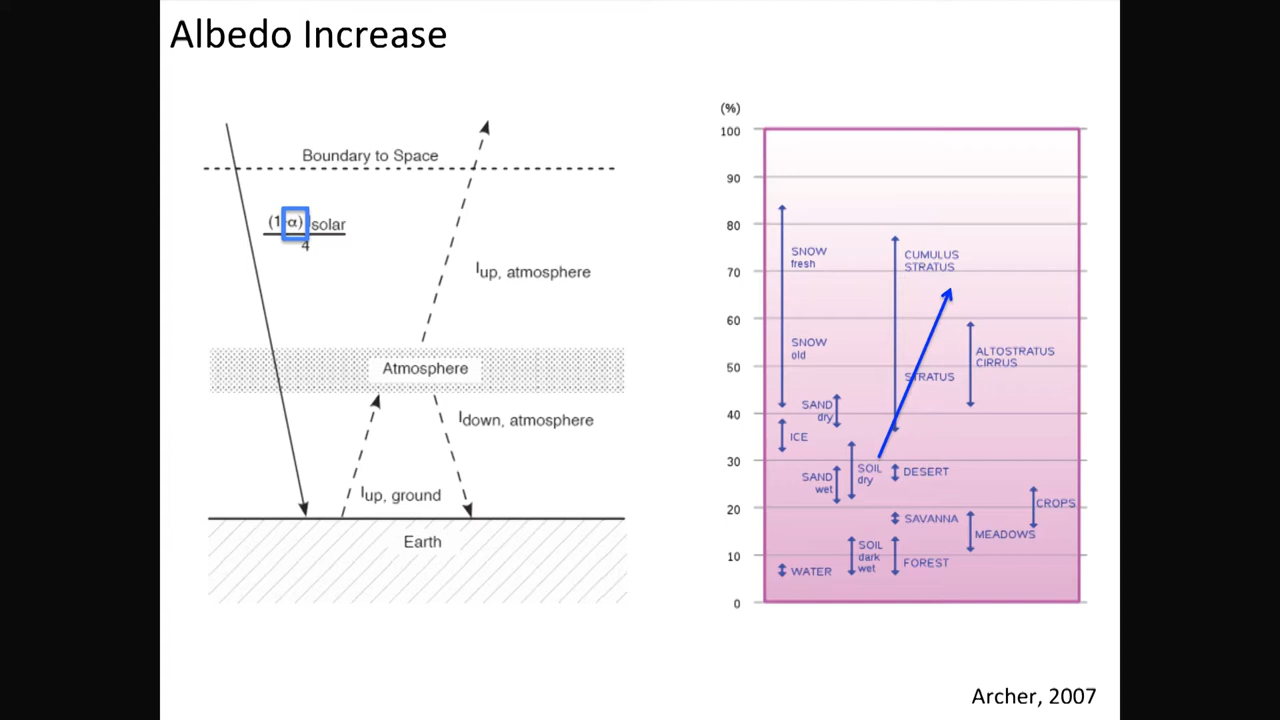 Albedo Increase
Boundary to Space
(1 α) solar
4
Iup, atmosphere
Atmosphere
Idown, atmosphere
Iup, ground
Earth
(%)
100
90
80
70
60
50
40
30
20
10
0
SNOW
fresh
CUMULUS
STRATUS
SNOW
old
ALTOSTRATUS
CIRRUS
STRATUS
SAND
dry
ICE
SOIL
dry
DESERT
SAND
wet
CROPS
SAVANNA
MEADOWS
SOIL
dark
wet
FOREST
WATER
Archer, 2007